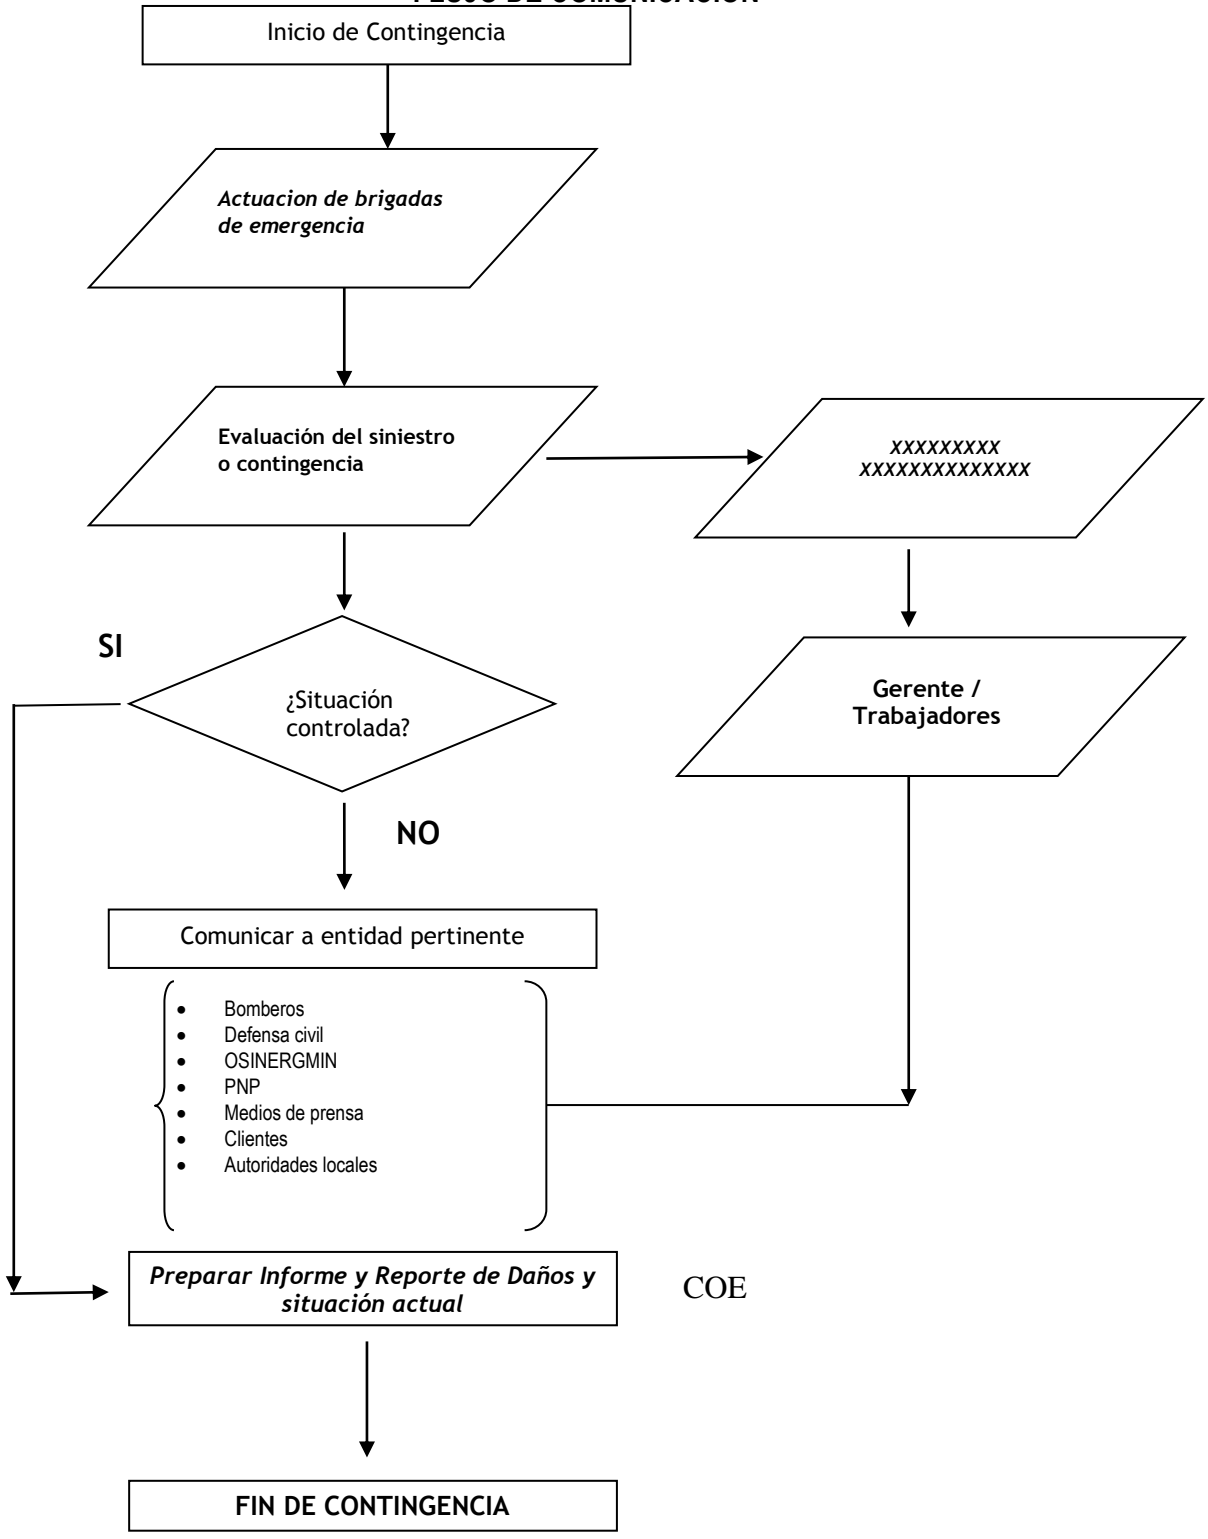 Inicio de Contingencia
Actuacion de brigadas
de emergencia
Evaluación del siniestro
o contingencia
XXXXXXXXX
XXXXXXXXXXXXXX
SI
¿Situación
controlada?
Gerente /
Trabajadores
NO
Comunicar a entidad pertinente
● Bomberos
● Defensa civil
● OSINERGMIN
● PNP
● Medios de prensa
● Clientes
● Autoridades locales
Preparar Informe y Reporte de Daños y
situación actual
COE
FIN DE CONTINGENCIA